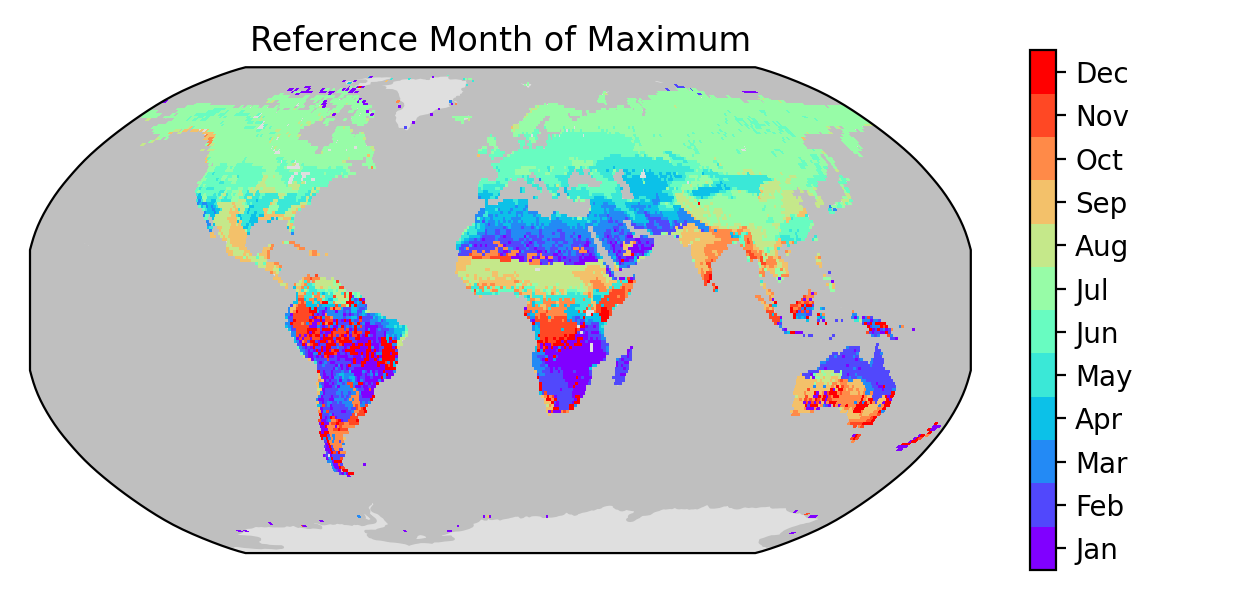 Reference Month of Maximum
Dec
Nov
Oct
Sep
Aug
Jul
Jun
May
Apr
Mar
Feb
Jan